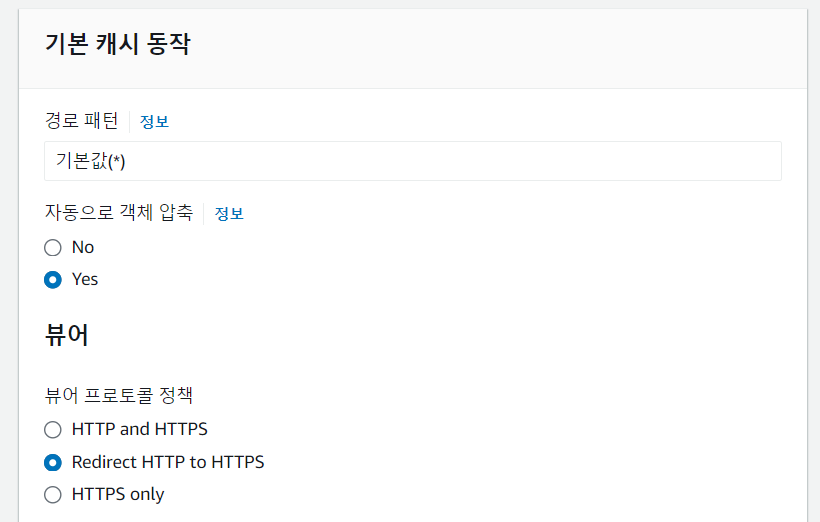 기본 캐시 동작
경로 패턴 정보
기본값(*)
자동으로 객체 압축 정보
No
Yes
뷰어
뷰어 프로토콜 정책
HTTP and HTTPS
Redirect HTTP to HTTPS
HTTPS only